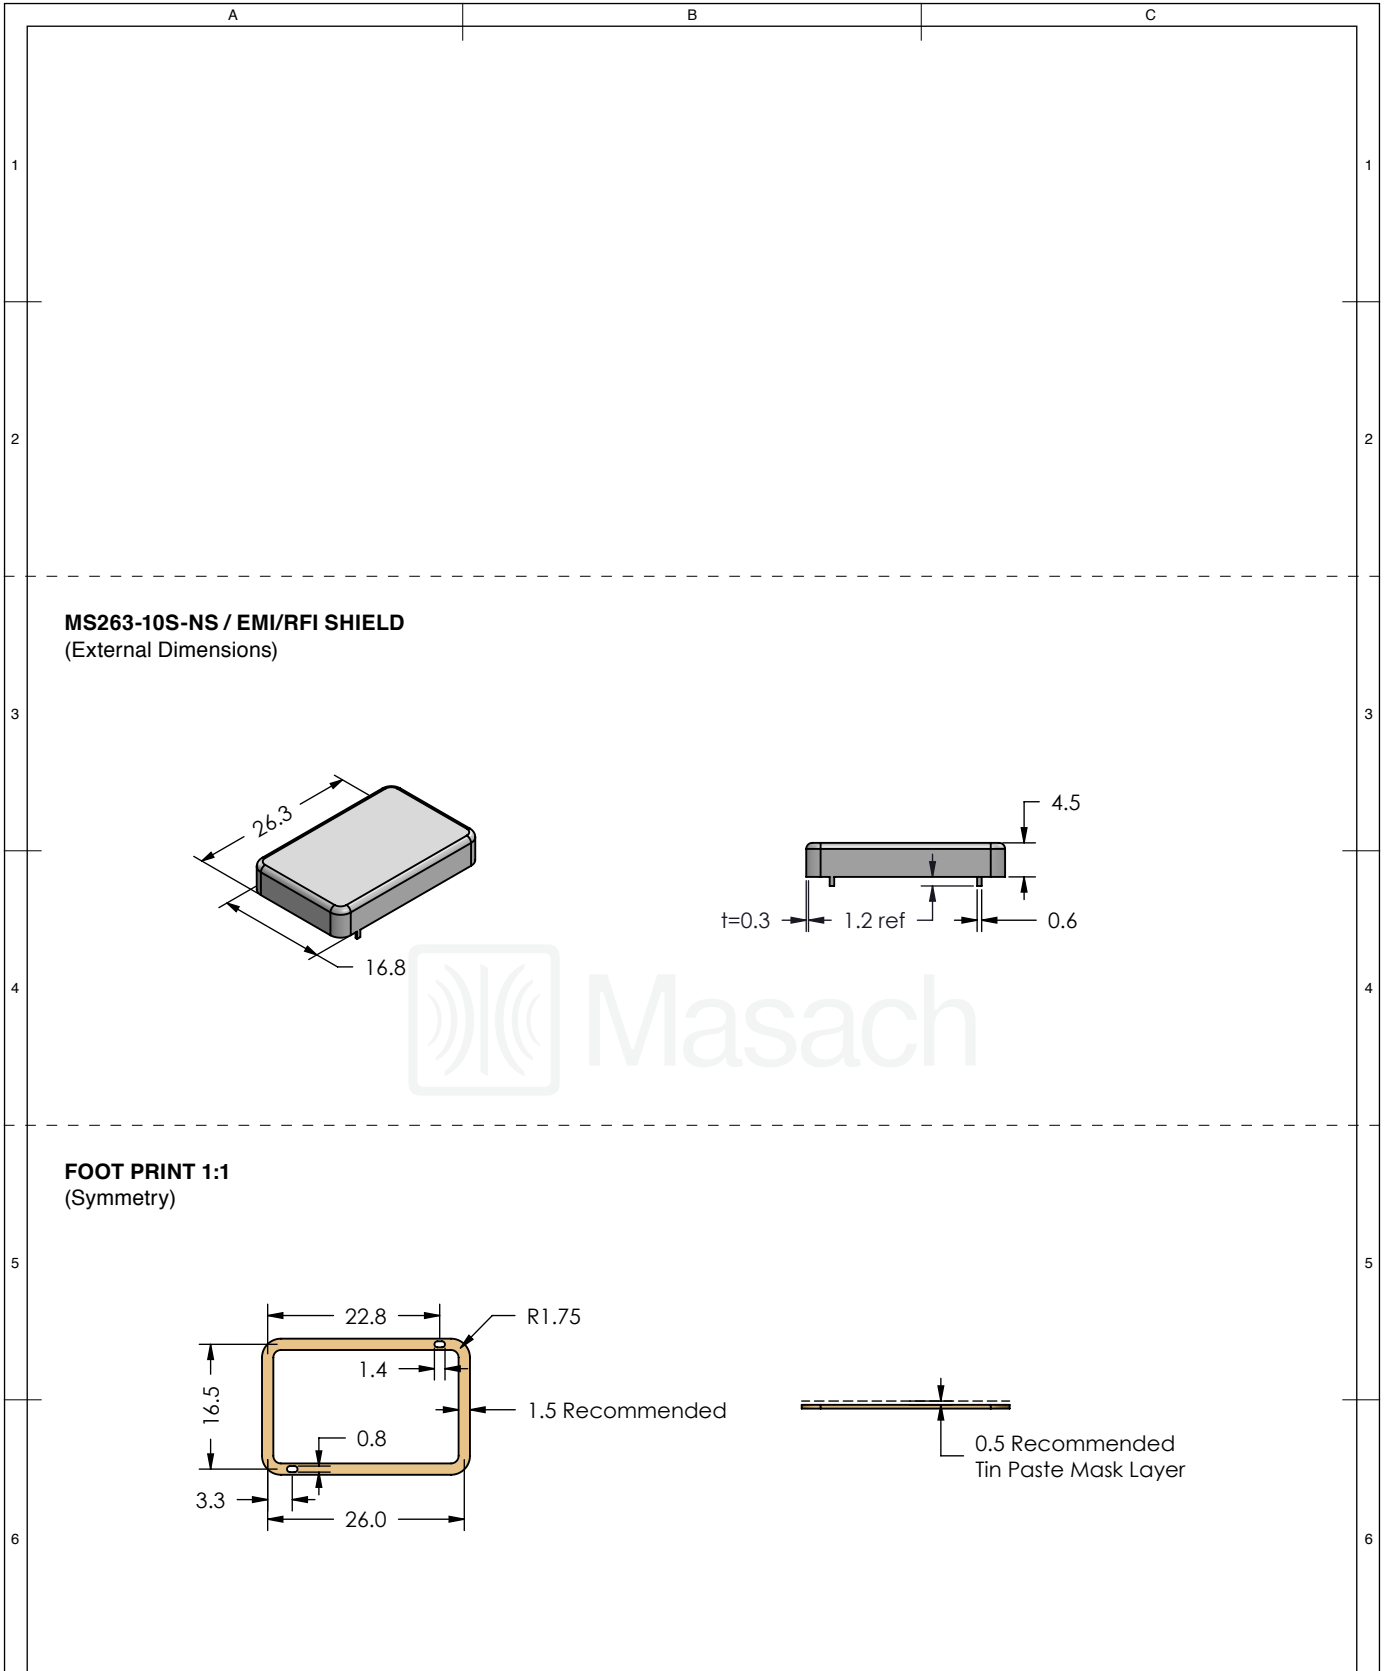 A B C
1 1
2 2
MS263-10S-NS / EMI/RFI SHIELD
(External Dimensions)
3 3
26.3
16.8
4.5
t=0.3 1.2 ref 0.6
4 4
Masach
FOOT PRINT 1:1
(Symmetry)
5 5
22.8 R1.75
1.4
16.5
1.5 Recommended
0.8
3.3
26.0
0.5 Recommended
Tin Paste Mask Layer
6 6